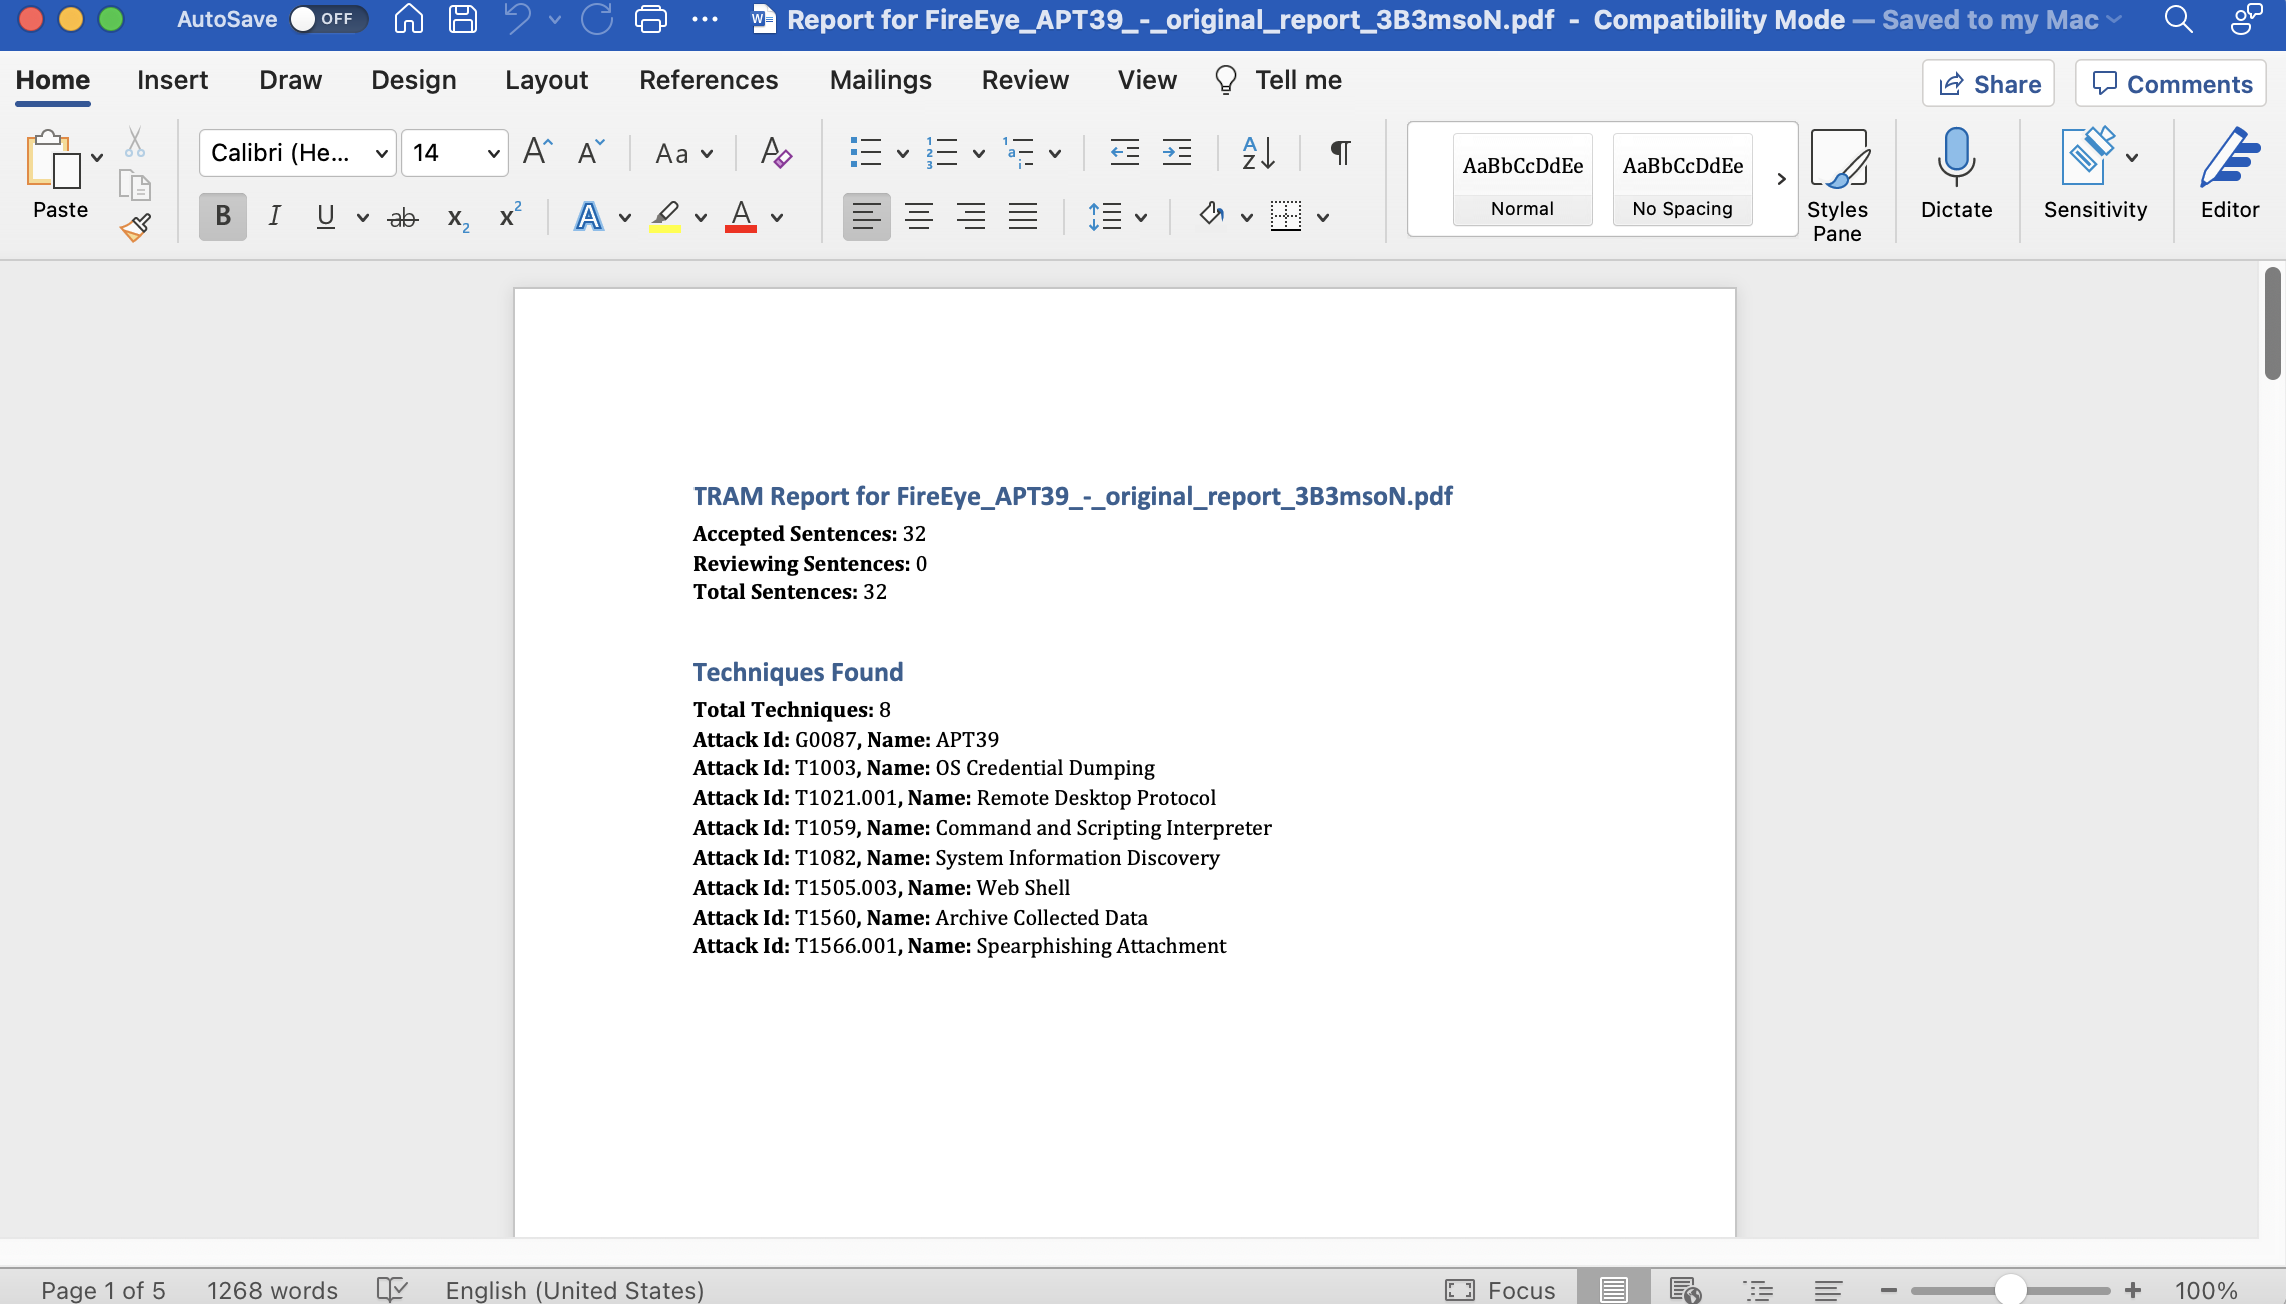 AutoSave OFF Report for FireEye_APT39_-_original_report_3B3msoN.pdf - Compatibility Mode — Saved to my Mac
Home Insert Draw Design Layout References Mailings Review View Tell me Share Comments
Paste
Calibri (He... 14 Aa
AaBbCcDdEe AaBbCcDdEe
Normal No Spacing
Styles Pane
Dictate Sensitivity Editor
TRAM Report for FireEye_APT39_-_original_report_3B3msoN.pdf
Accepted Sentences: 32
Reviewing Sentences: 0
Total Sentences: 32
Techniques Found
Total Techniques: 8
Attack Id: G0087, Name: APT39
Attack Id: T1003, Name: OS Credential Dumping
Attack Id: T1021.001, Name: Remote Desktop Protocol
Attack Id: T1059, Name: Command and Scripting Interpreter
Attack Id: T1082, Name: System Information Discovery
Attack Id: T1505.003, Name: Web Shell
Attack Id: T1560, Name: Archive Collected Data
Attack Id: T1566.001, Name: Spearphishing Attachment
Page 1 of 5 1268 words English (United States) Focus 100%